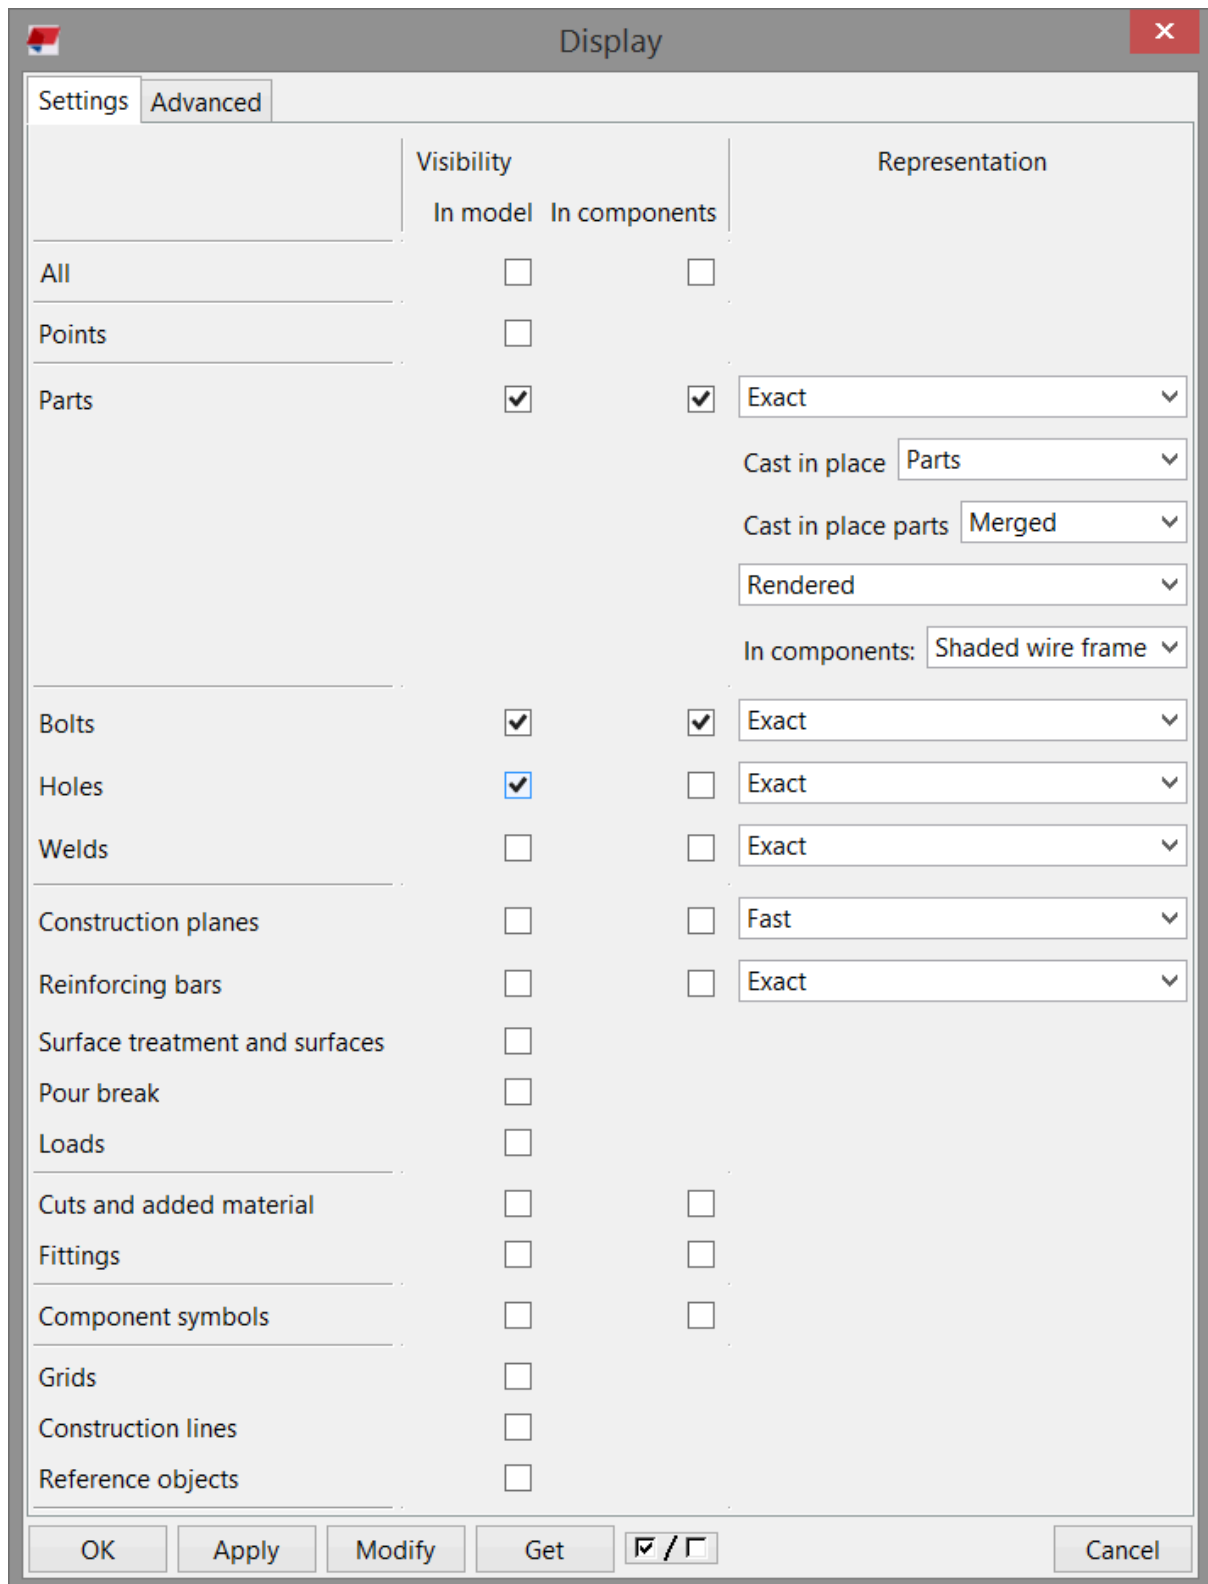 Display
Settings Advanced
Visibility Representation
In model In components
All
Points
Parts Exact
Cast in place Parts
Cast in place parts Merged
Rendered
In components: Shaded wire frame
Bolts Exact
Holes Exact
Welds Exact
Construction planes Fast
Reinforcing bars Exact
Surface treatment and surfaces
Pour break
Loads
Cuts and added material
Fittings
Component symbols
Grids
Construction lines
Reference objects
OK Apply Modify Get / Cancel